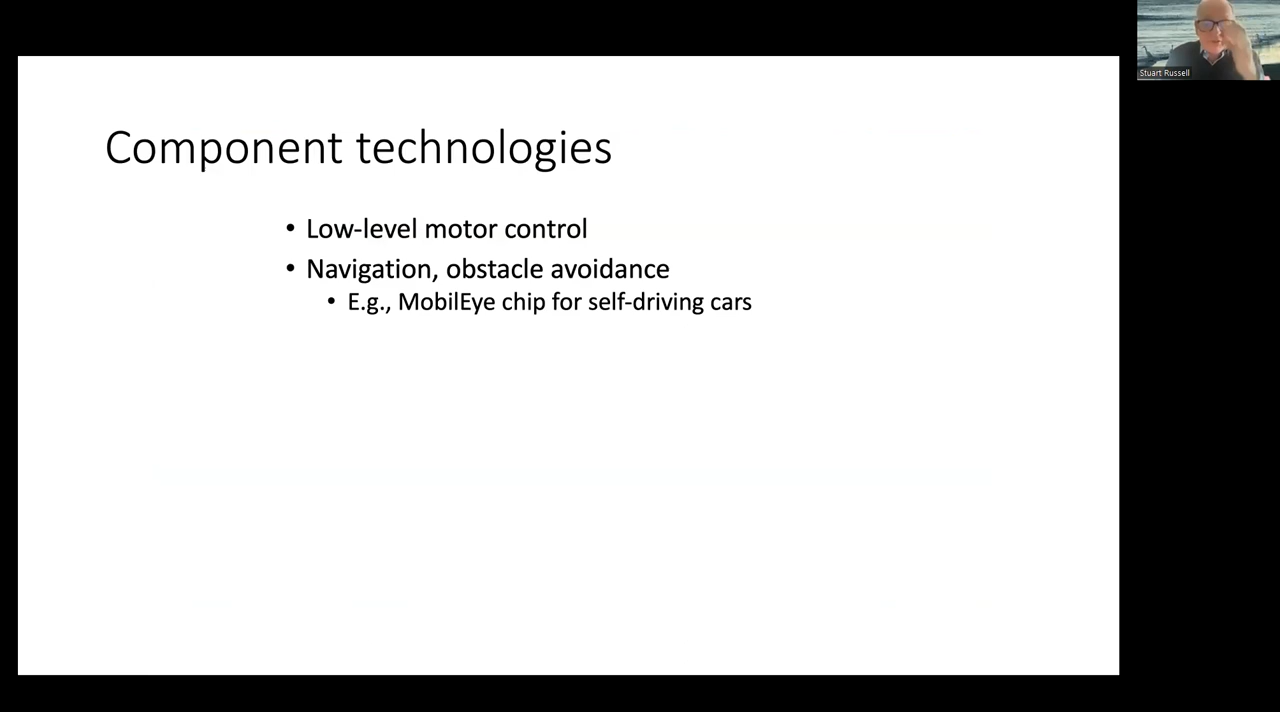 Component technologies
• Low-level motor control
• Navigation, obstacle avoidance
• E.g., MobilEye chip for self-driving cars
Stuart Russell